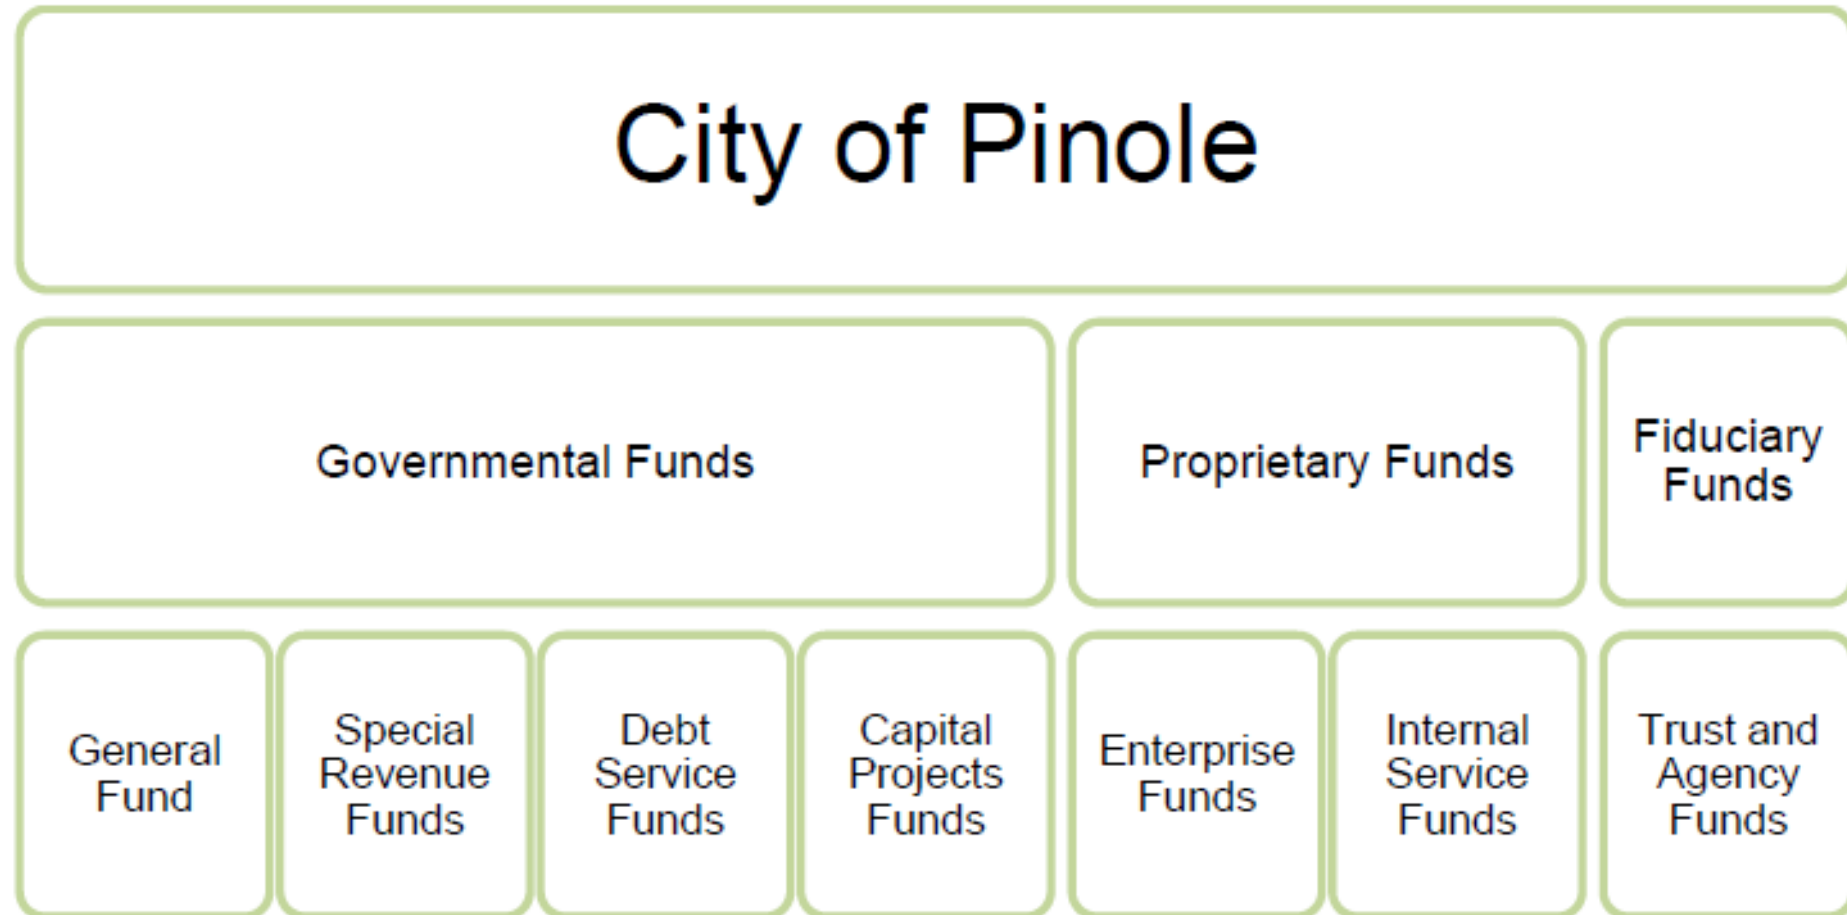 City of Pinole
Governmental Funds
Proprietary Funds
Fiduciary
Funds
General
Fund
Special
Revenue
Funds
Debt
Service
Funds
Capital
Projects
Funds
Enterprise
Funds
Internal
Service
Funds
Trust and
Agency
Funds